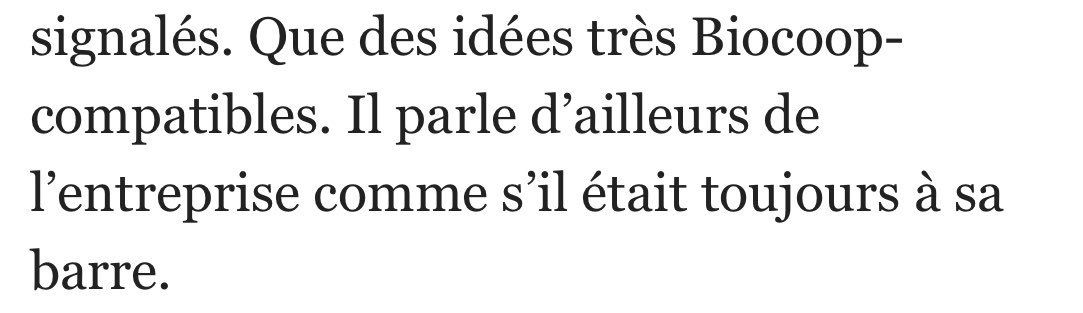 signalés. Que des idées très Biocoop-
compatibles. Il parle d’ailleurs de
l’entreprise comme s’il était toujours à sa
barre.